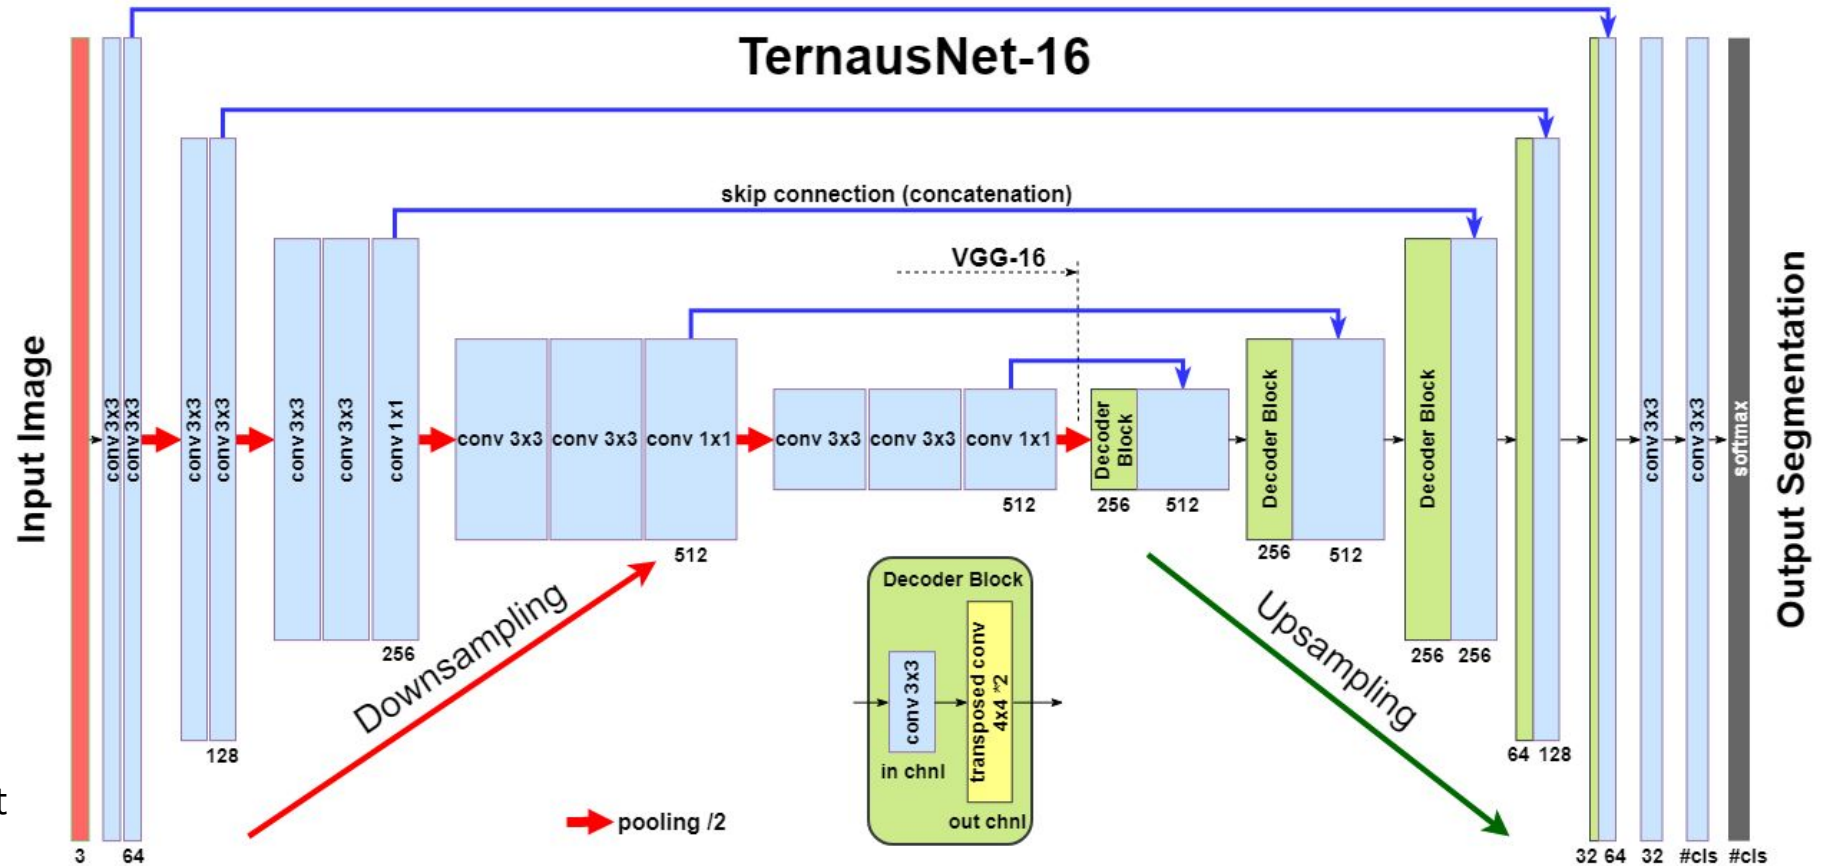 TernausNet-16
skip connection (concatenation)
VGG-16
Input Image
conv 3x3
conv 3x3
conv 3x3
conv 3x3
conv 3x3
conv 3x3
conv 1x1
conv 3x3
conv 3x3
conv 1x1
conv 3x3
conv 3x3
conv 1x1
Decoder
Block
Decoder Block
Decoder Block
conv 3x3
conv 3x3
softmax
Output Segmentation
512
256
512
512
256
512
256
256
256
128
64
128
Downsampling
Upsampling
Decoder Block
conv 3x3
transposed conv
4x4 *2
in chnl
out chnl
pooling /2
t
3
64
32
64
32
#cls
#cls